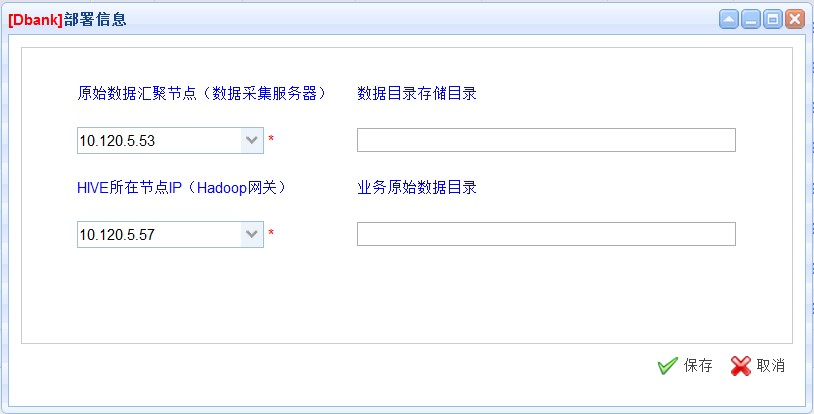 [Dbank]部署信息
原始数据汇聚节点（数据采集服务器） 数据目录存储目录
10.120.5.53 *
HIVE所在节点IP（Hadoop网关） 业务原始数据目录
10.120.5.57 *
保存 取消